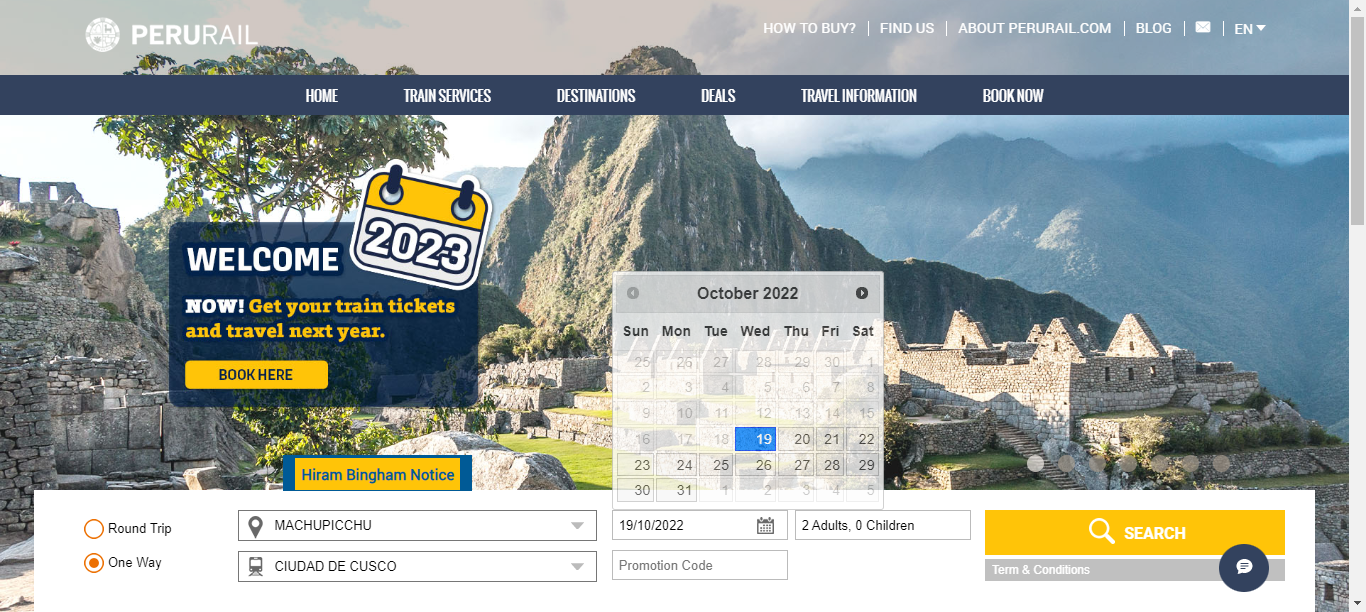 PERURAIL
HOW TO BUY?
FIND US
ABOUT PERURAIL.COM
BLOG
EN
HOME
TRAIN SERVICES
DESTINATIONS
DEALS
TRAVEL INFORMATION
BOOK NOW
2023
WELCOME
NOW! Get your train tickets
and travel next year.
BOOK HERE
Hiram Bingham Notice
October 2022
Sun Mon Tue Wed Thu Fri Sat
25 26 27 28 29 30 1
2 3 4 5 6 7 8
9 10 11 12 13 14 15
16 17 18 19 20 21 22
23 24 25 26 27 28 29
30 31 1 2 3 4 5
Round Trip
MACHUPICCHU
19/10/2022
2 Adults, 0 Children
SEARCH
One Way
CIUDAD DE CUSCO
Promotion Code
Term & Conditions